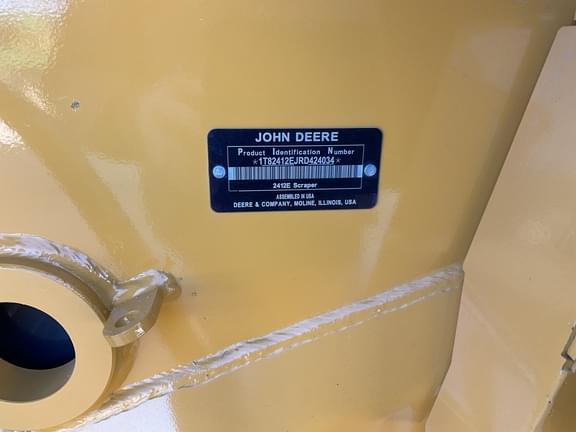 JOHN DEERE
Product Identification Number
*1T82412EJRD424034*
2412E Scraper
ASSEMBLED IN USA
DEERE & COMPANY, MOLINE, ILLINOIS, USA